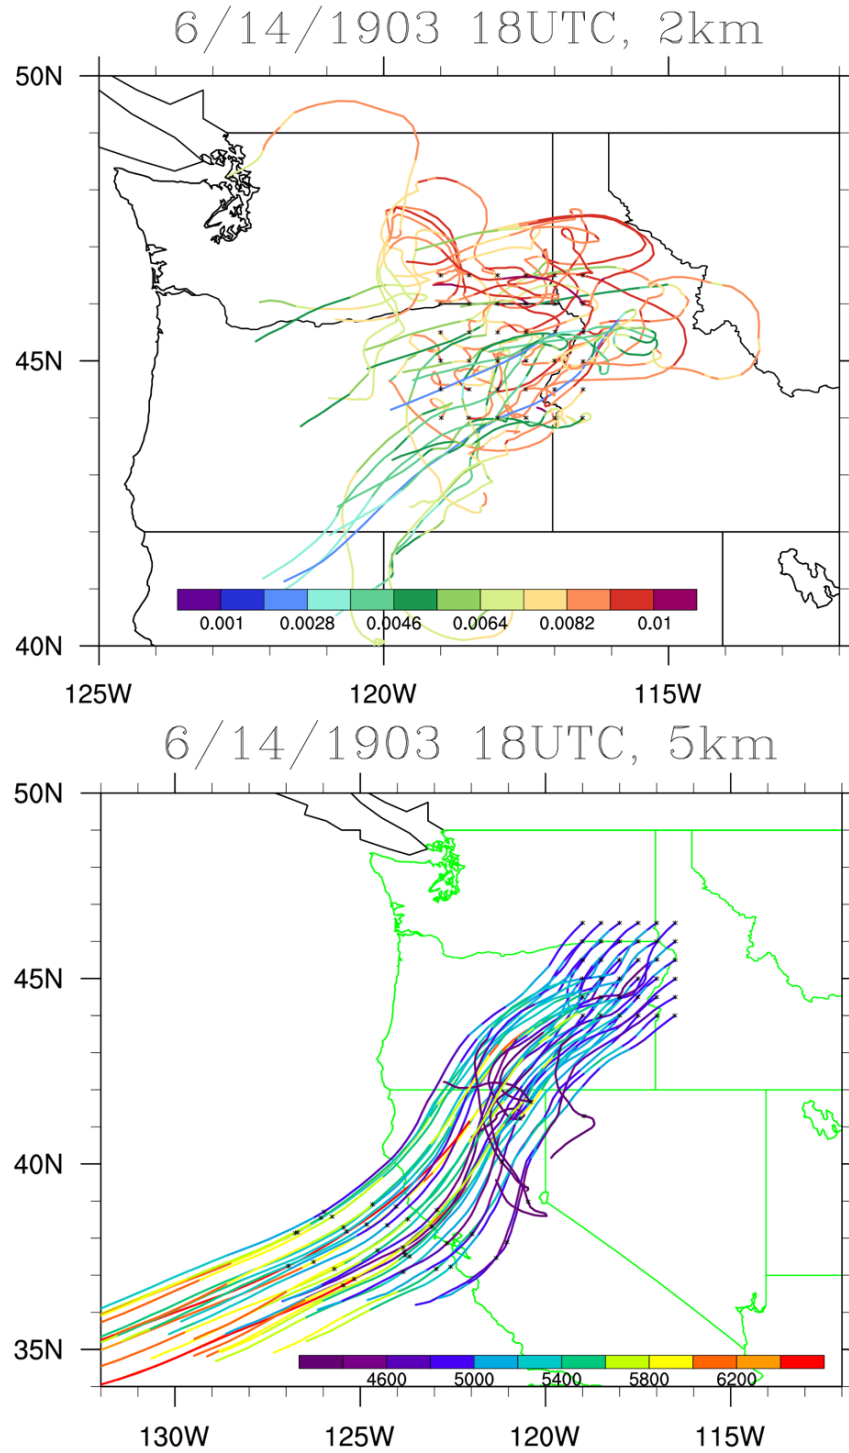 6/14/1903 18UTC, 2km
50N
45N
0.001 0.0028 0.0046 0.0064 0.0082 0.01
40N
125W 120W 115W
6/14/1903 18UTC, 5km
50N
45N
40N
35N
4600 5000 5400 5800 6200
130W 125W 120W 115W